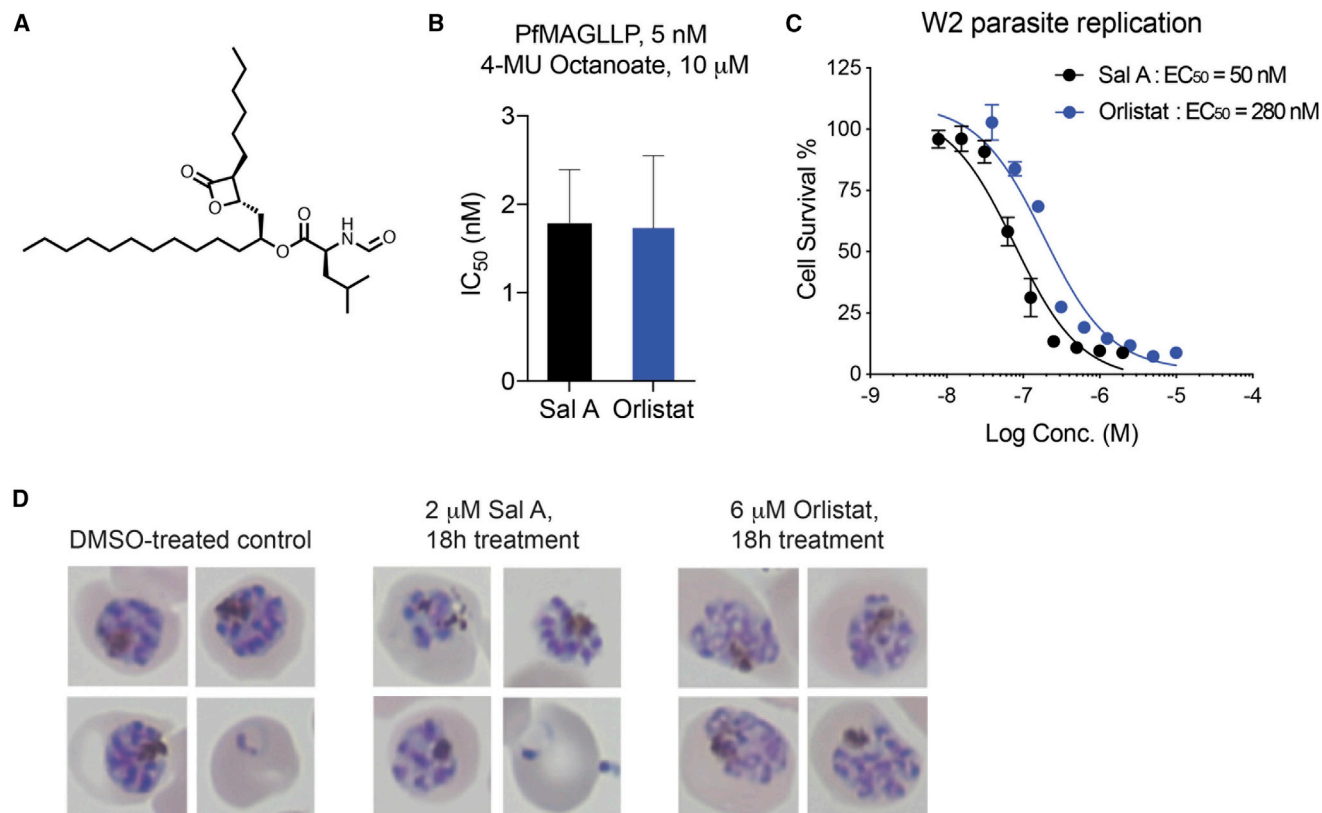 A
O
O
O
O
H
N
O
B
PfMAGLLP, 5 nM
4-MU Octanoate, 10 μM
IC50 (nM)
3
2
1
0
Sal A Orlistat
C
W2 parasite replication
Sal A : EC50 = 50 nM
Orlistat : EC50 = 280 nM
Cell Survival %
125
100
75
50
25
0
-9 -8 -7 -6 -5 -4
Log Conc. (M)
D
DMSO-treated control
2 μM Sal A,
18h treatment
6 μM Orlistat,
18h treatment